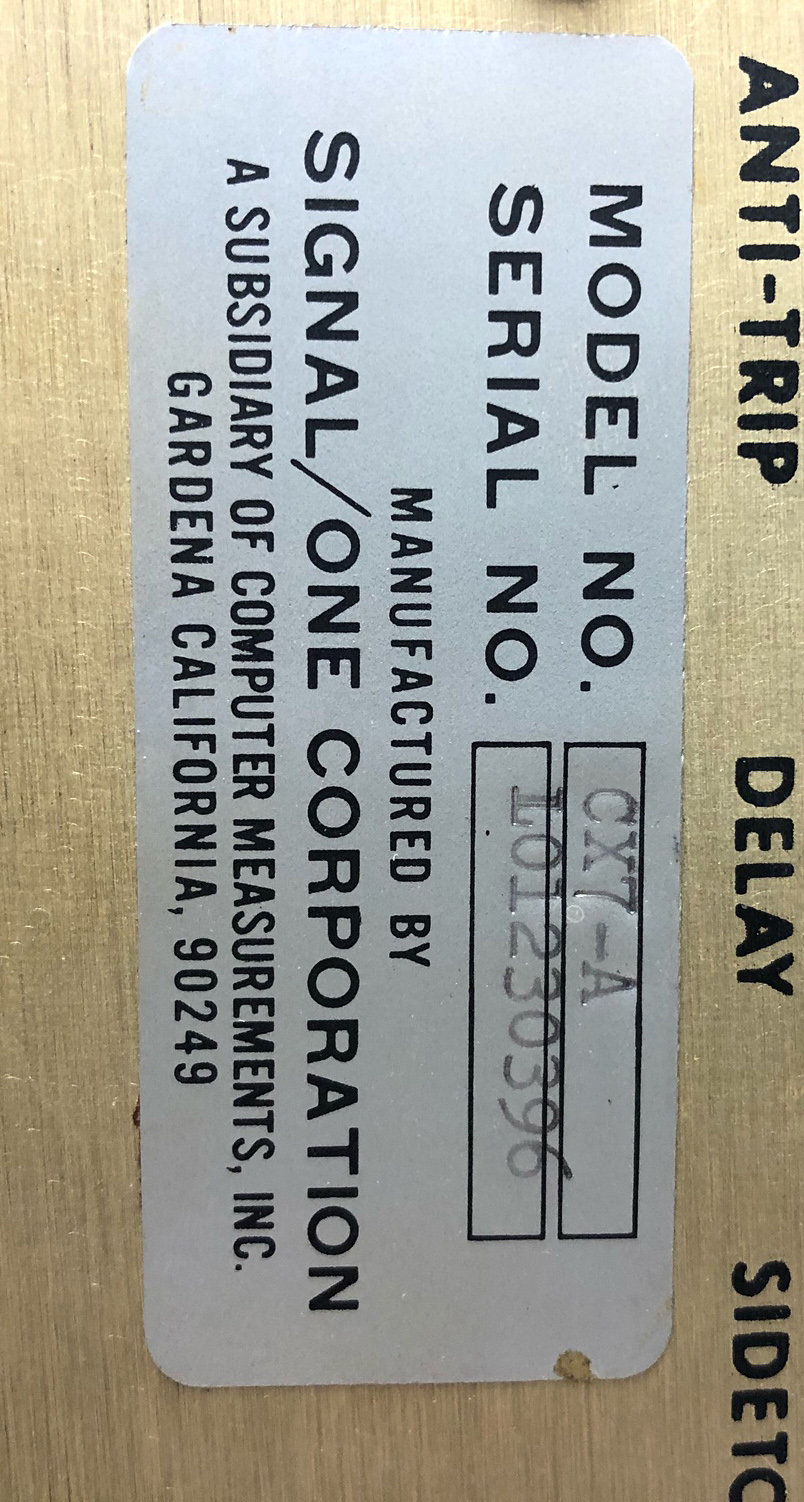 ANTI-TRIP DELAY SIDETO
MODEL NO. CX7-A
SERIAL NO. 101230396
MANUFACTURED BY
SIGNAL/ONE CORPORATION
A SUBSIDIARY OF COMPUTER MEASUREMENTS, INC.
GARDENA CALIFORNIA, 90249